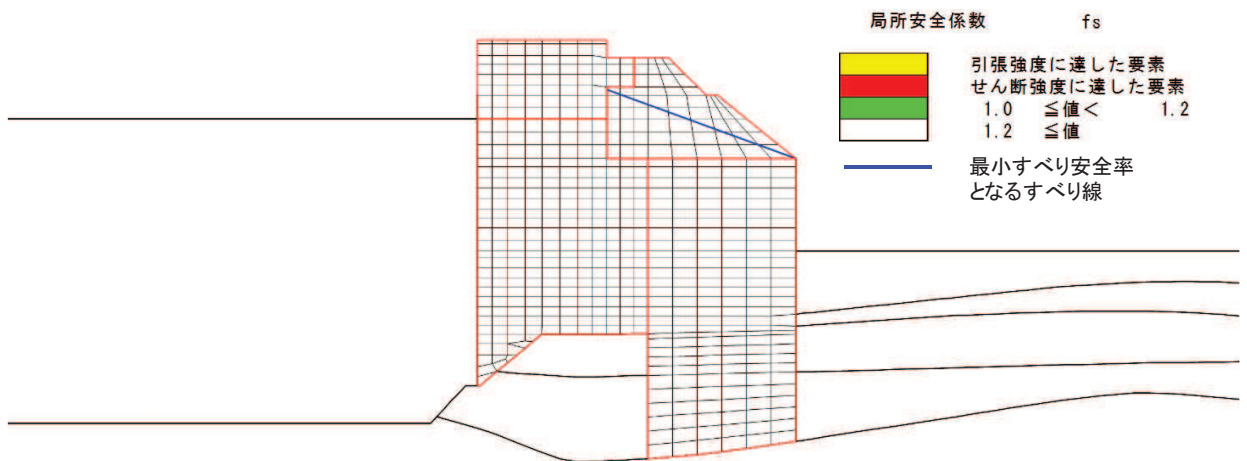 局所安全係数 fs
引張強度に達した要素
せん断強度に達した要素
1.0 ≦値< 1.2
1.2 ≦値
最小すべり安全率
となるすべり線